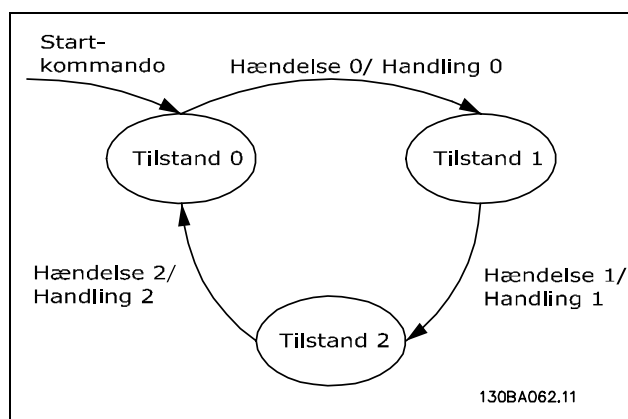 Start-
kommando
Hændelse 0/ Handling 0
Tilstand 0
Tilstand 1
Hændelse 2/
Handling 2
Hændelse 1/
Handling 1
Tilstand 2
130BA062.11